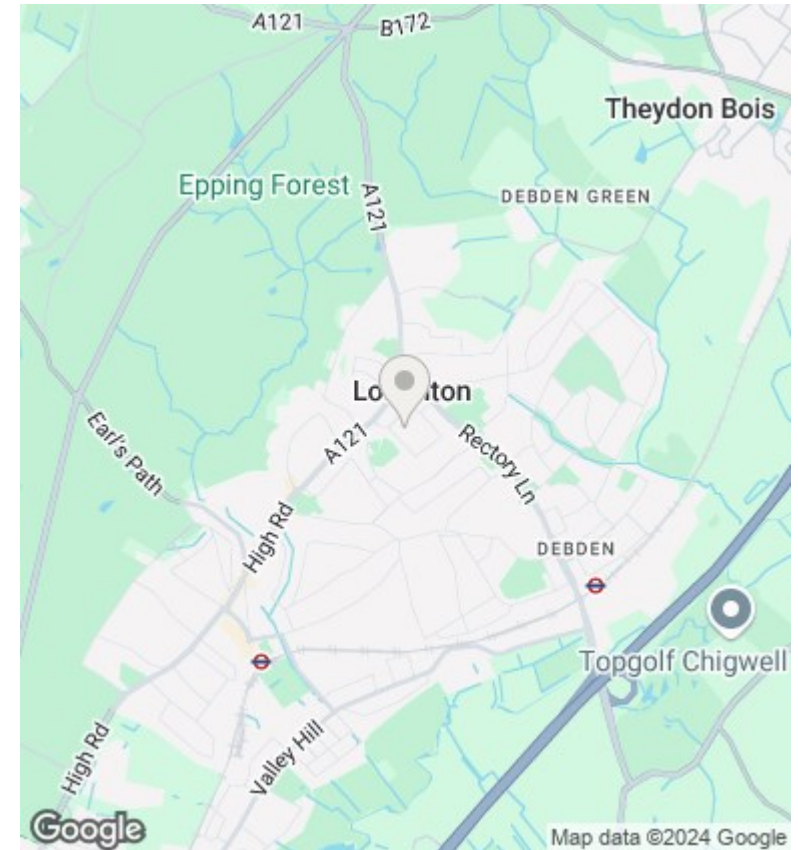 A121
B172
Theydon Bois
Epping Forest
A121
DEBDEN GREEN
Earl's Path
A121
Rectory Ln
High Rd
DEBDEN
Topgolf Chigwell
High Rd
Valley Hill
Google
Map data ©2024 Google